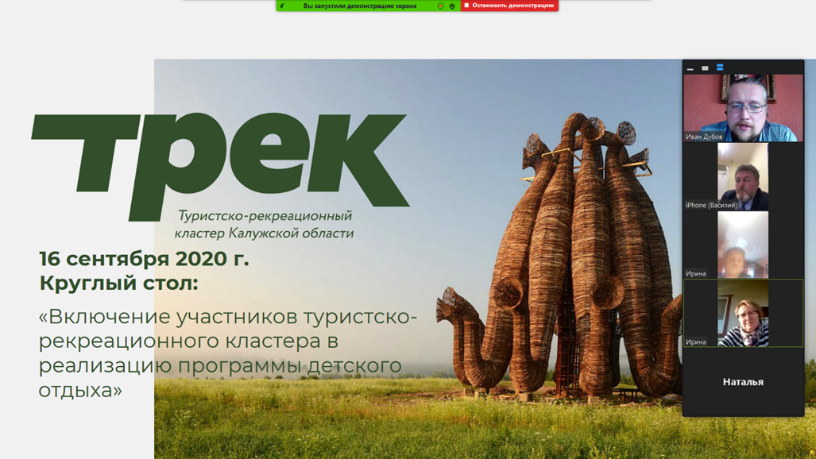 Вы запустили демонстрацию экрана
Остановить демонстрацию
трек
Туристско-рекреационный
кластер Калужской области
16 сентября 2020 г.
Круглый стол:
«Включение участников туристско-
рекреационного кластера в
реализацию программы детского
отдыха»
Иван Дубов
iPhone (Василий)
Ирина
Ирина
Наталья